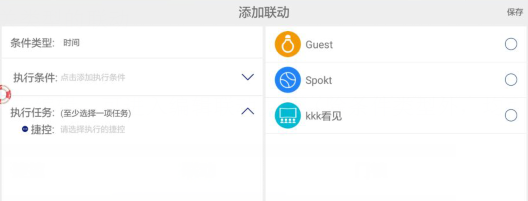 添加联动
保存
条件类型: 时间
执行条件: 点击添加执行条件
执行任务: (至少选择一项任务)
捷控: 请选择执行的捷控
Guest
Spokt
kkk看见